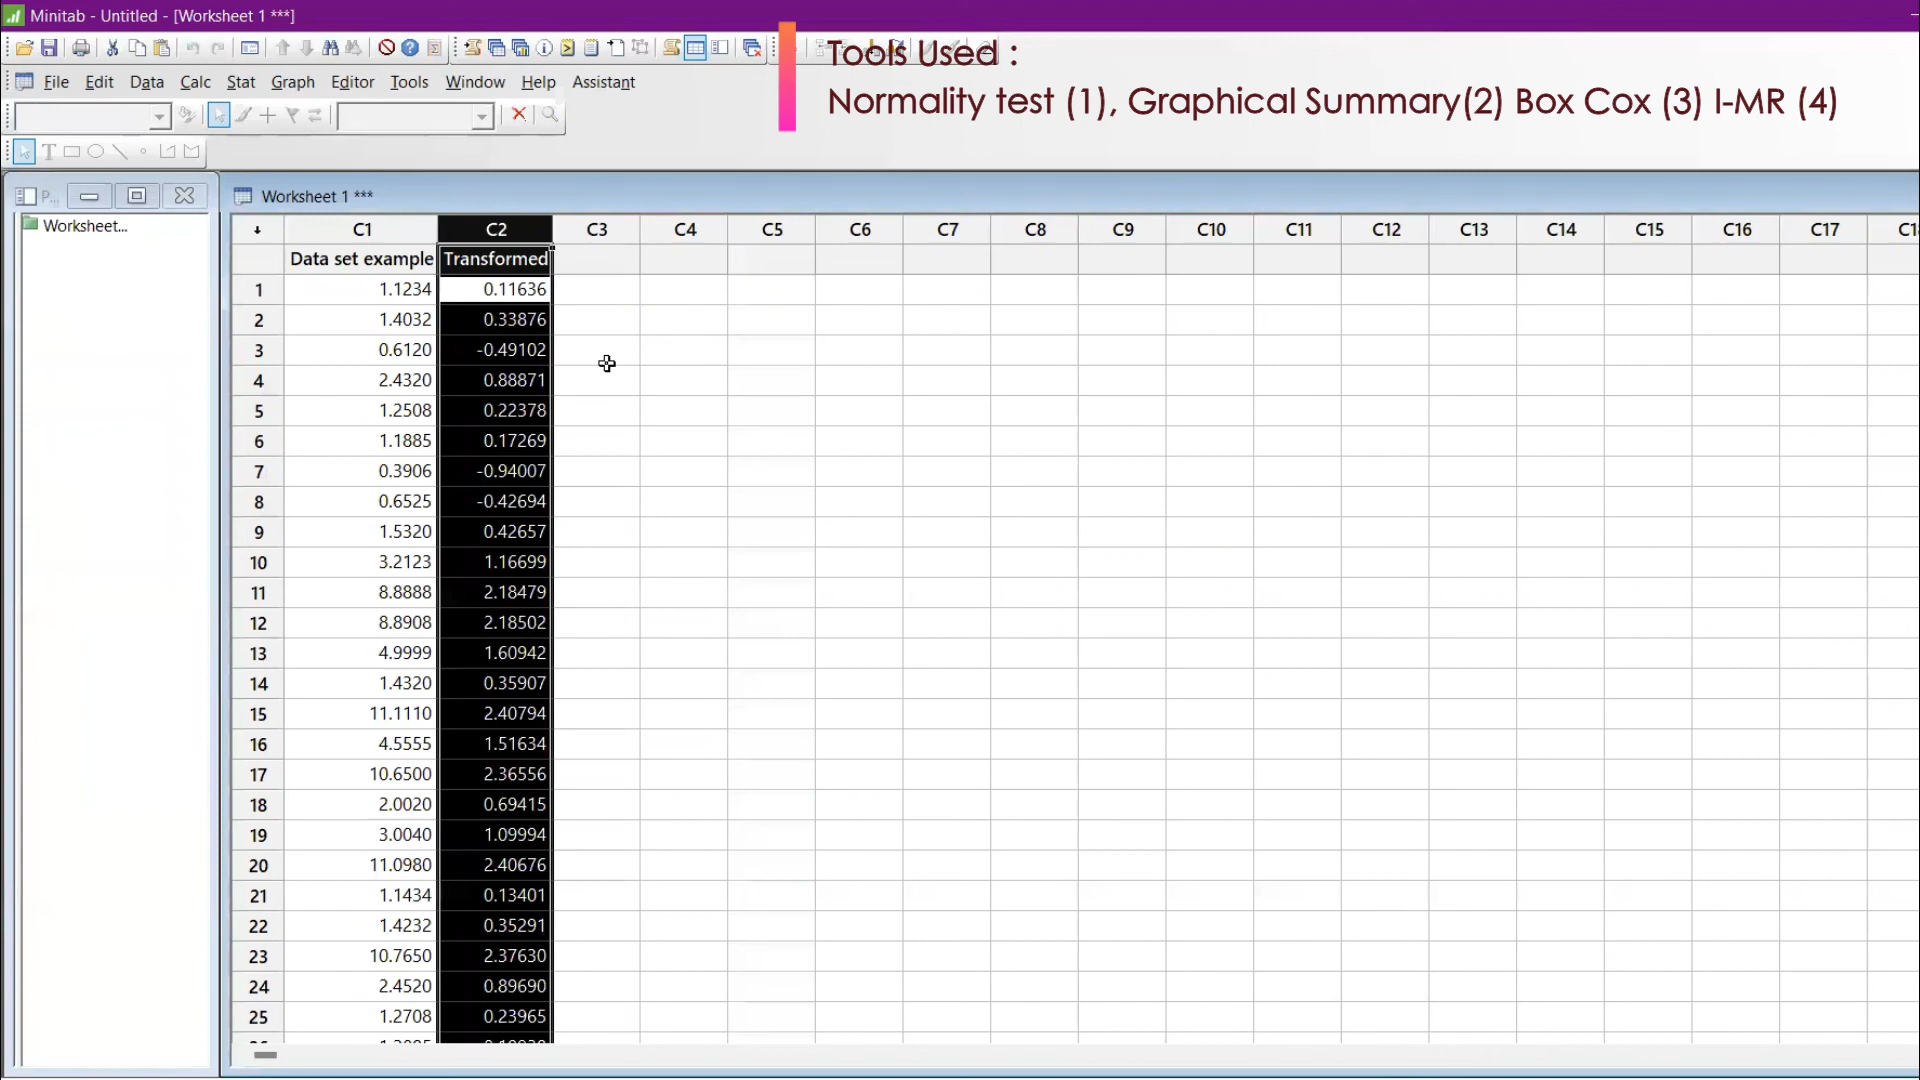 Minitab - Untitled - [Worksheet 1 ***]
Tools Used :
Normality test (1), Graphical Summary(2) Box Cox (3) I-MR (4)
File Edit Data Calc Stat Graph Editor Tools Window Help Assistant
P...
Worksheet 1 ***
Worksheet...
C1 C2 C3 C4 C5 C6 C7 C8 C9 C10 C11 C12 C13 C14 C15 C16 C17
Data set example Transformed
1 1.1234 0.11636
2 1.4032 0.33876
3 0.6120 -0.49102
4 2.4320 0.88871
5 1.2508 0.22378
6 1.1885 0.17269
7 0.3906 -0.94007
8 0.6525 -0.42694
9 1.5320 0.42657
10 3.2123 1.16699
11 8.8888 2.18479
12 8.8908 2.18502
13 4.9999 1.60942
14 1.4320 0.35907
15 11.1110 2.40794
16 4.5555 1.51634
17 10.6500 2.36556
18 2.0020 0.69415
19 3.0040 1.09994
20 11.0980 2.40676
21 1.1434 0.13401
22 1.4232 0.35291
23 10.7650 2.37630
24 2.4520 0.89690
25 1.2708 0.23965